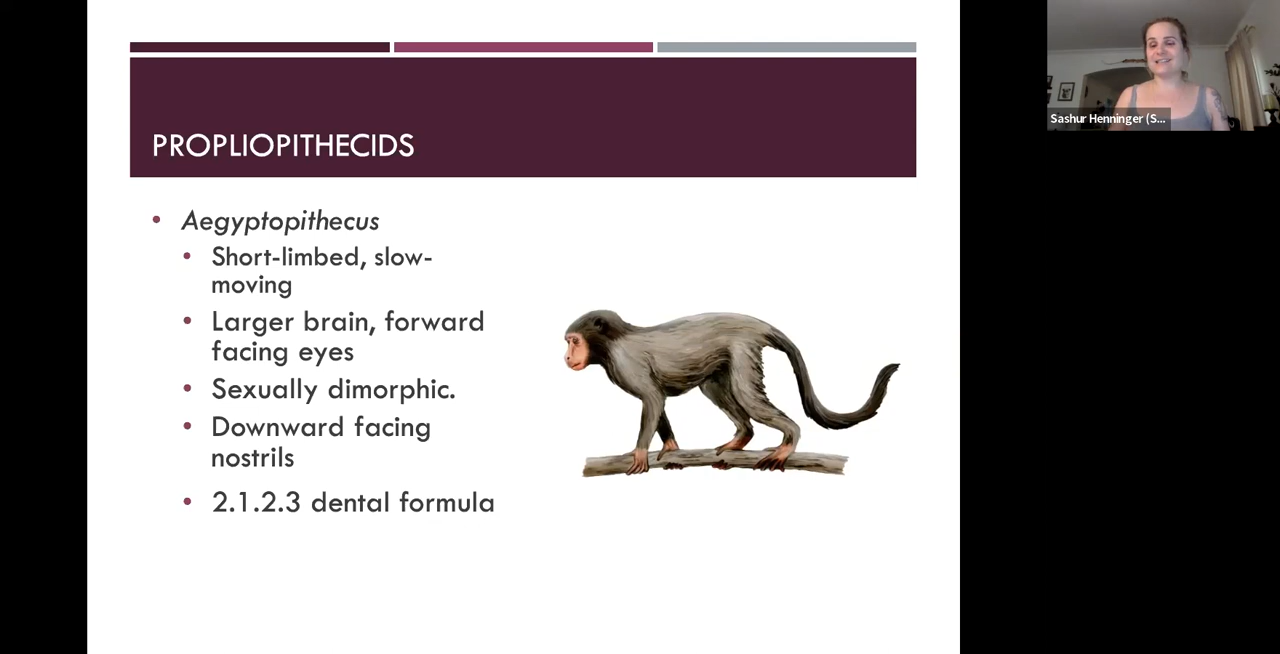 PROPLIOPITHECIDS
• Aegyptopithecus
• Short-limbed, slow-
moving
• Larger brain, forward
facing eyes
• Sexually dimorphic.
• Downward facing
nostrils
• 2.1.2.3 dental formula
Sashur Henninger (S...